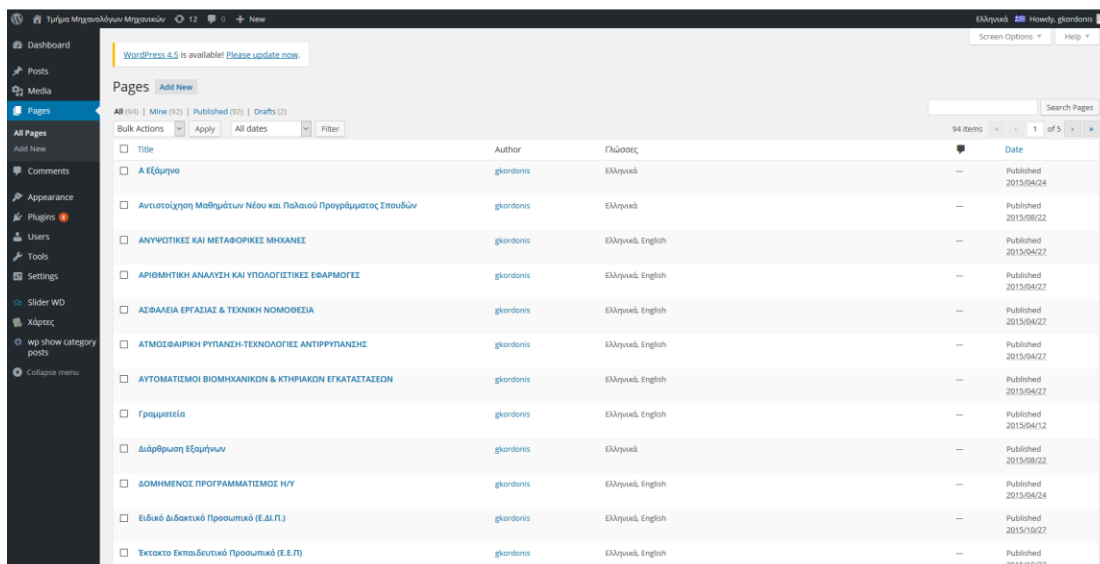 Τμήμα Μηχανολόγων Μηχανικών 12 0 + New Ελληνικά Howdy, gkordonis
Dashboard
Posts
Media
Pages
All Pages
Add New
Comments
Appearance
Plugins 8
Users
Tools
Settings
Slider WD
Χάρτες
wp show category
posts
Collapse menu
Screen Options Help
WordPress 4.5 is available! Please update now.
Pages Add New
All (94) | Mine (92) | Published (92) | Drafts (2)
Search Pages
Bulk Actions Apply All dates Filter 94 items « ‹ 1 of 5 › »
Title Author Γλώσσες Date
Α Εξάμηνο gkordonis Ελληνικά — Published
2015/04/24
Αντιστοίχηση Μαθημάτων Νέου και Παλαιού Προγράμματος Σπουδών gkordonis Ελληνικά — Published
2015/08/22
ΑΝΥΨΩΤΙΚΕΣ ΚΑΙ ΜΕΤΑΦΟΡΙΚΕΣ ΜΗΧΑΝΕΣ gkordonis Ελληνικά, English — Published
2015/04/27
ΑΡΙΘΜΗΤΙΚΗ ΑΝΑΛΥΣΗ ΚΑΙ ΥΠΟΛΟΓΙΣΤΙΚΕΣ ΕΦΑΡΜΟΓΕΣ gkordonis Ελληνικά, English — Published
2015/04/27
ΑΣΦΑΛΕΙΑ ΕΡΓΑΣΙΑΣ & ΤΕΧΝΙΚΗ ΝΟΜΟΘΕΣΙΑ gkordonis Ελληνικά, English — Published
2015/04/27
ΑΤΜΟΣΦΑΙΡΙΚΗ ΡΥΠΑΝΣΗ-ΤΕΧΝΟΛΟΓΙΕΣ ΑΝΤΙΡΡΥΠΑΝΣΗΣ gkordonis Ελληνικά, English — Published
2015/04/27
ΑΥΤΟΜΑΤΙΣΜΟΙ ΒΙΟΜΗΧΑΝΙΚΩΝ & ΚΤΗΡΙΑΚΩΝ ΕΓΚΑΤΑΣΤΑΣΕΩΝ gkordonis Ελληνικά, English — Published
2015/04/27
Γραμματεία gkordonis Ελληνικά, English — Published
2015/04/12
Διάρθρωση Εξαμήνων gkordonis Ελληνικά — Published
2015/08/22
ΔΟΜΗΜΕΝΟΣ ΠΡΟΓΡΑΜΜΑΤΙΣΜΟΣ Η/Υ gkordonis Ελληνικά, English — Published
2015/04/24
Ειδικό Διδακτικό Προσωπικό (Ε.ΔΙ.Π.) gkordonis Ελληνικά, English — Published
2015/10/27
Έκτακτο Εκπαιδευτικό Προσωπικό (Ε.Ε.Π) gkordonis Ελληνικά, English — Published